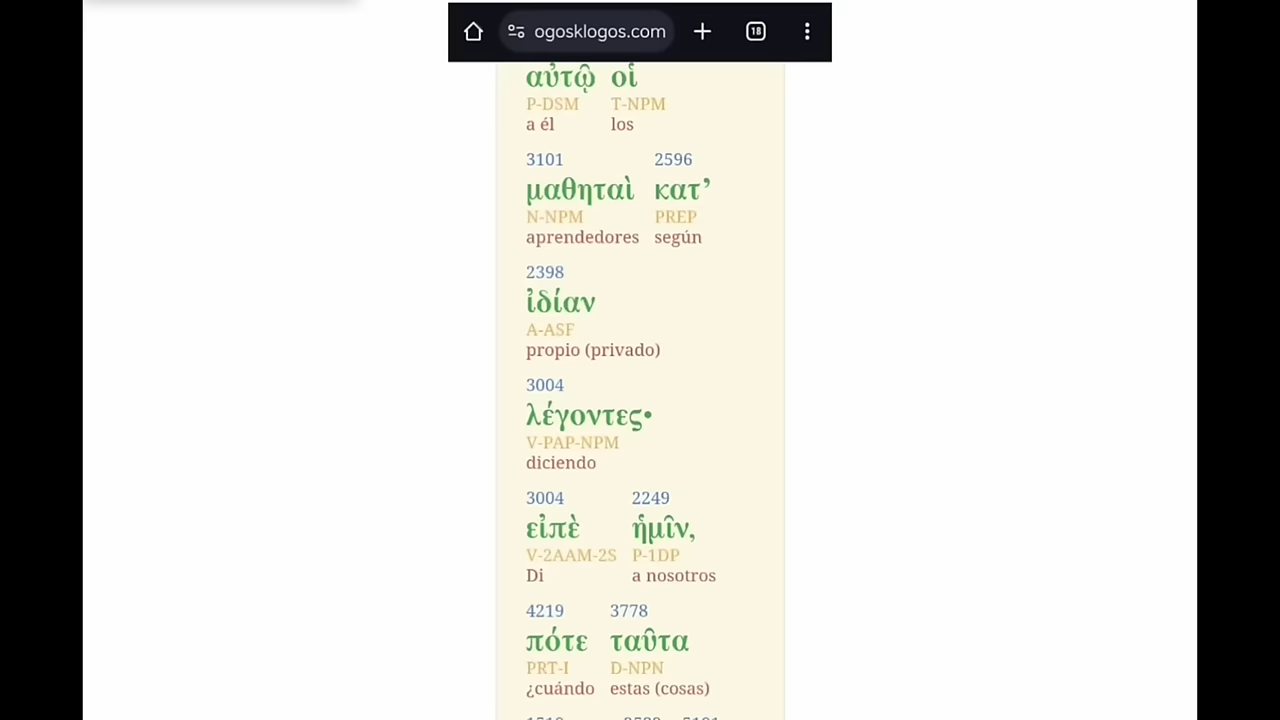 ogosklogos.com 18
αὐτῷ οἱ
P-DSM T-NPM
a él los
3101 2596
μαθηταὶ κατ’
N-NPM PREP
aprendedores según
2398
ἰδίαν
A-ASF
propio (privado)
3004
λέγοντες•
V-PAP-NPM
diciendo
3004 2249
εἰπὲ ἡμῖν,
V-2AAM-2S P-1DP
Di a nosotros
4219 3778
πότε ταῦτα
PRT-I D-NPN
¿cuándo estas (cosas)